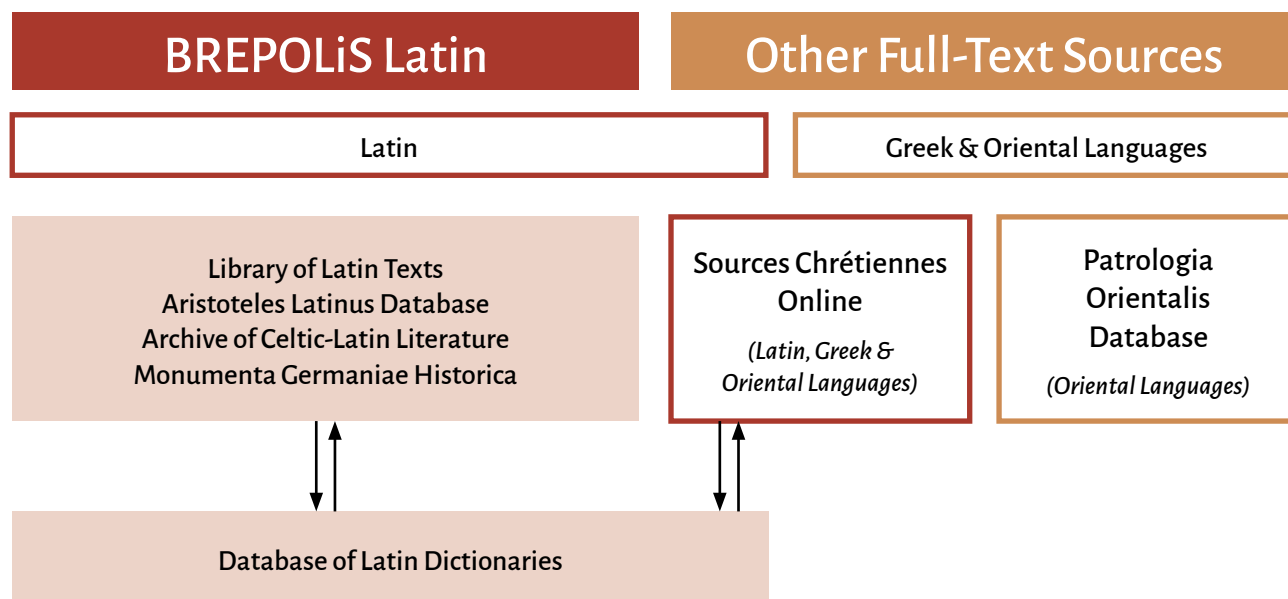 BREPOLiS Latin
Other Full-Text Sources
Latin
Greek & Oriental Languages
Library of Latin Texts
Aristoteles Latinus Database
Archive of Celtic-Latin Literature
Monumenta Germaniae Historica
Sources Chrétiennes
Online
(Latin, Greek &
Oriental Languages)
Patrologia
Orientalis
Database
(Oriental Languages)
Database of Latin Dictionaries